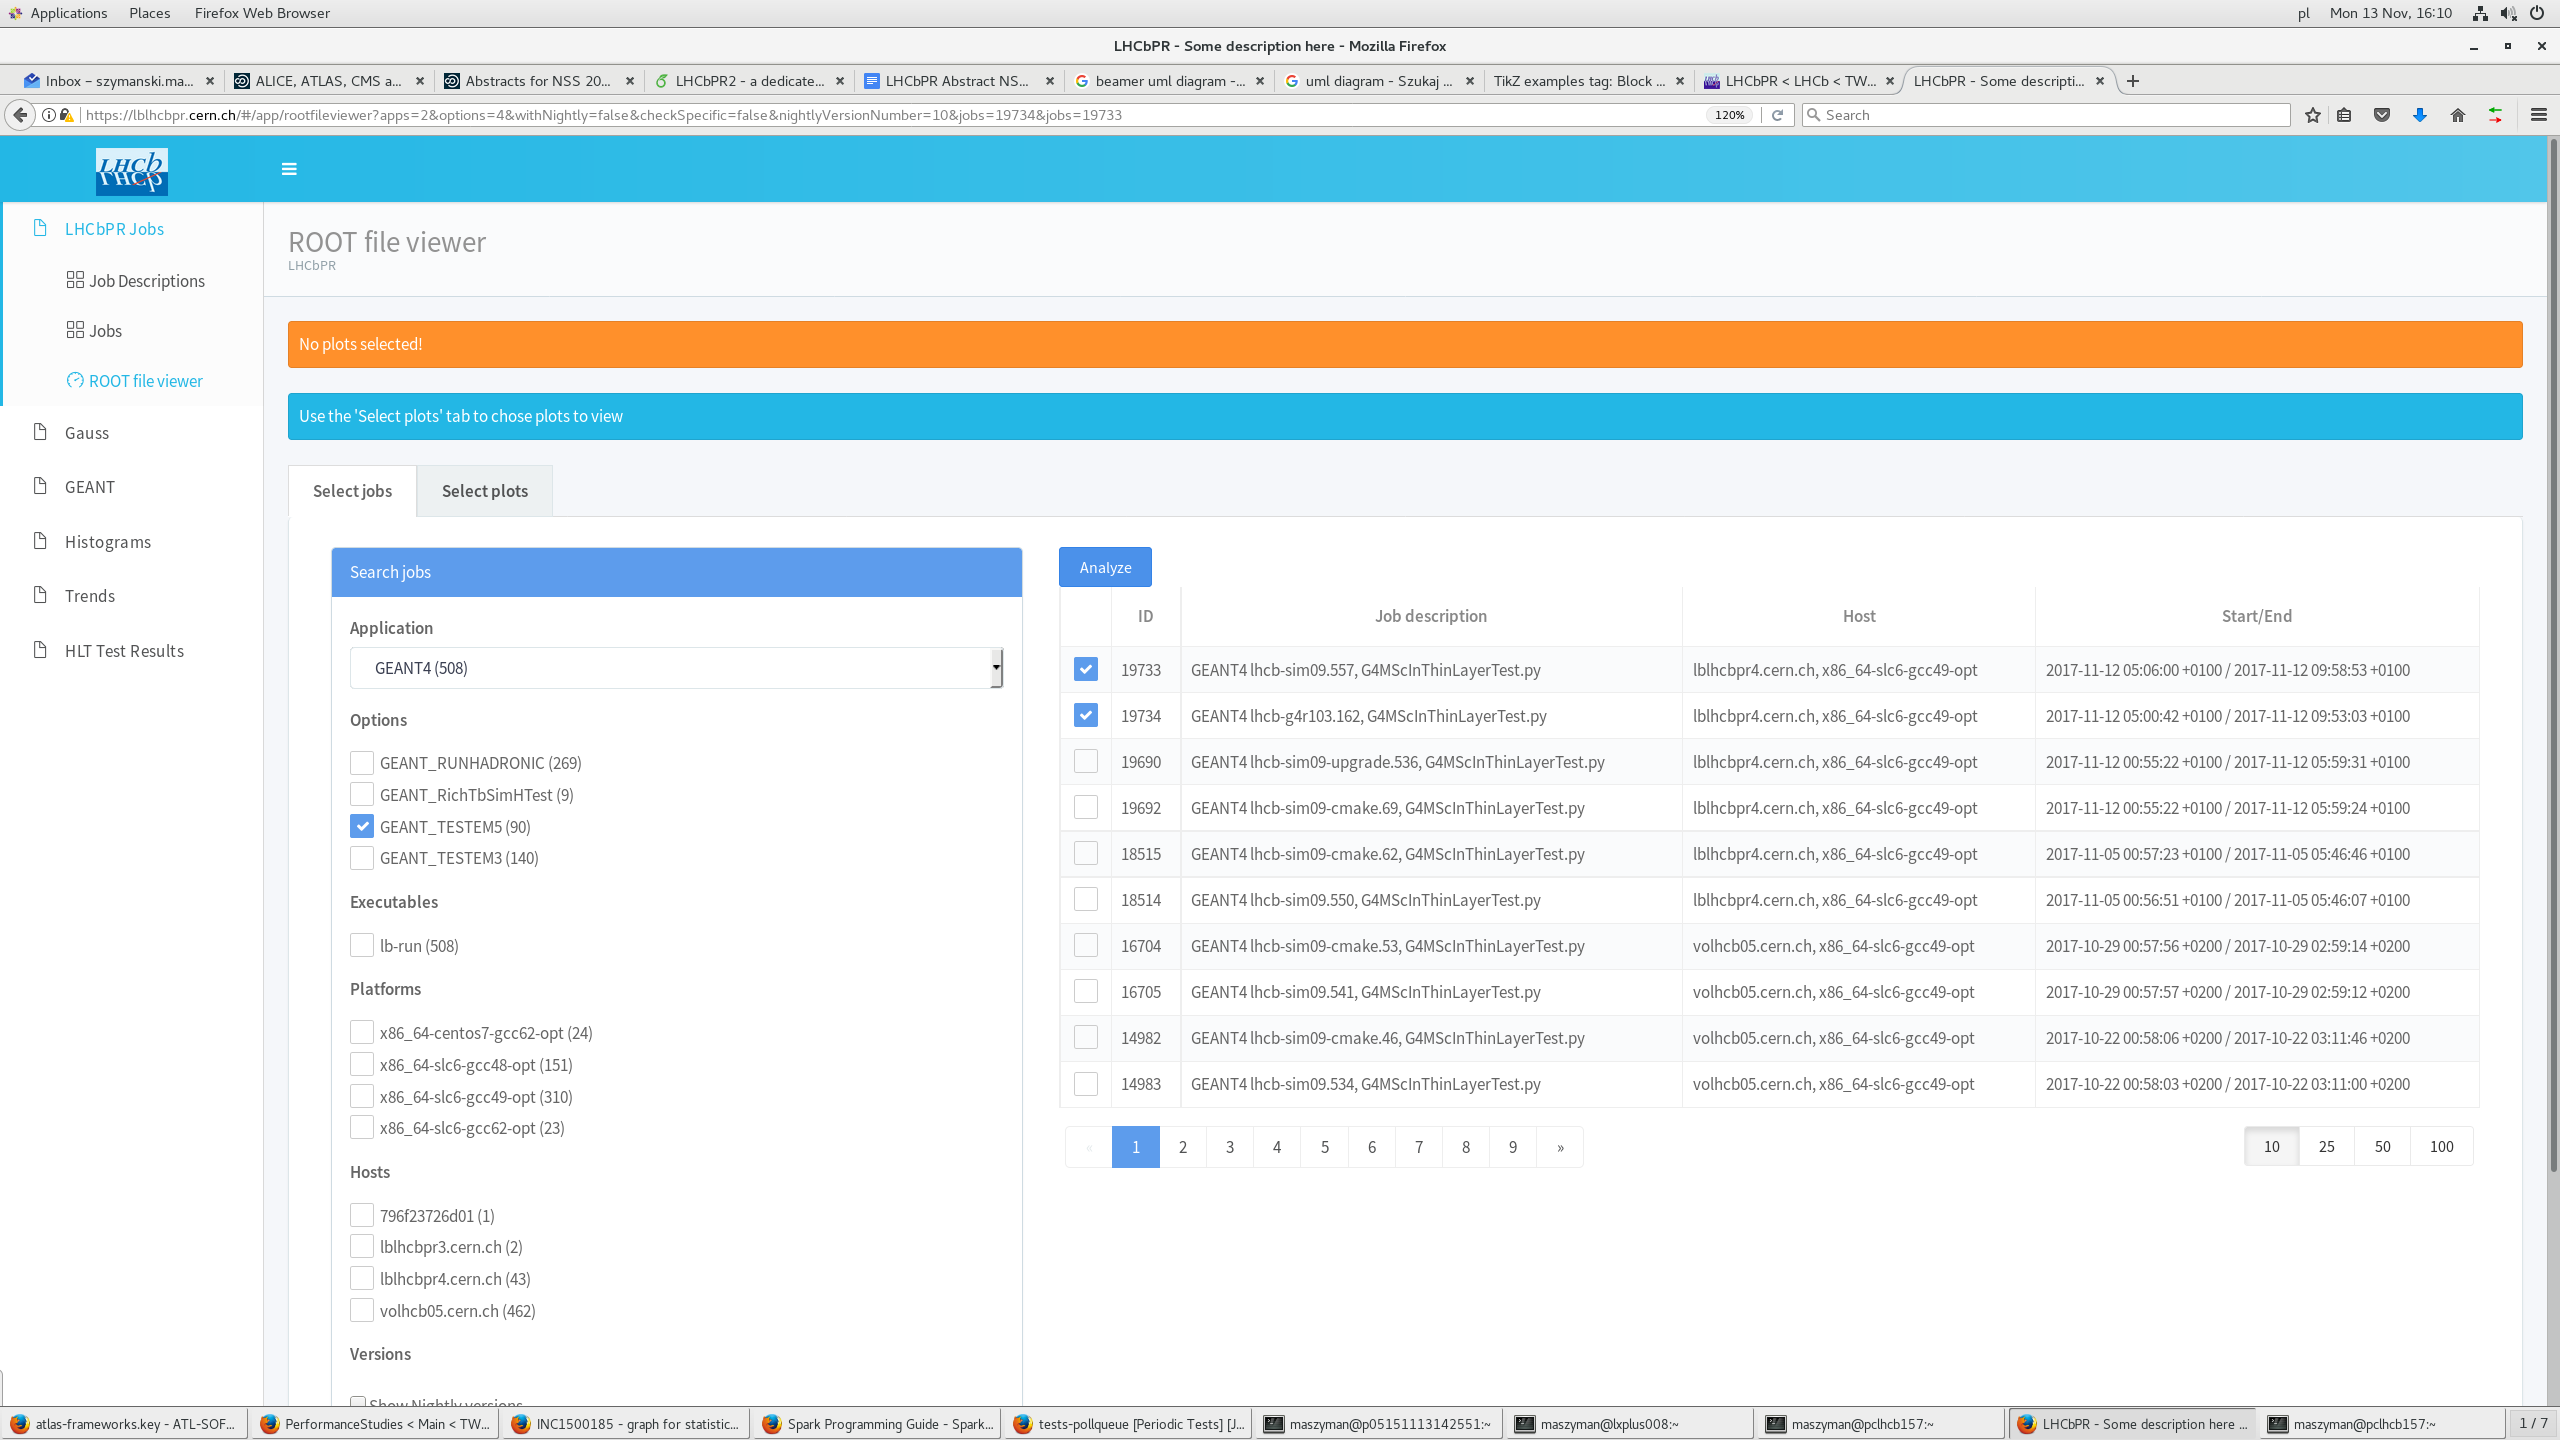 Applications Places Firefox Web Browser pl Mon 13 Nov, 16:10
LHCbPR - Some description here - Mozilla Firefox
Inbox – szymanski.ma... ALICE, ATLAS, CMS a... Abstracts for NSS 20... LHCbPR2 - a dedicate... LHCbPR Abstract NS... beamer uml diagram -... uml diagram - Szukaj ... TikZ examples tag: Block ... LHCbPR < LHCb < TW... LHCbPR - Some descripti...
https://lblhcbpr.cern.ch/#/app/rootfileviewer?apps=2&options=4&withNightly=false&checkSpecific=false&nightlyVersionNumber=10&jobs=19734&jobs=19733 120% Search
LHCb
LHCbPR Jobs
Job Descriptions
Jobs
ROOT file viewer
Gauss
GEANT
Histograms
Trends
HLT Test Results
ROOT file viewer
LHCbPR
No plots selected!
Use the 'Select plots' tab to chose plots to view
Select jobs Select plots
Search jobs
Application
GEANT4 (508)
Options
GEANT_RUNHADRONIC (269)
GEANT_RichTbSimHTest (9)
GEANT_TESTEM5 (90)
GEANT_TESTEM3 (140)
Executables
lb-run (508)
Platforms
x86_64-centos7-gcc62-opt (24)
x86_64-slc6-gcc48-opt (151)
x86_64-slc6-gcc49-opt (310)
x86_64-slc6-gcc62-opt (23)
Hosts
796f23726d01 (1)
lblhcbpr3.cern.ch (2)
lblhcbpr4.cern.ch (43)
volhcb05.cern.ch (462)
Versions
Show Nightly versions
Analyze
ID Job description Host Start/End
19733 GEANT4 lhcb-sim09.557, G4MScInThinLayerTest.py lblhcbpr4.cern.ch, x86_64-slc6-gcc49-opt 2017-11-12 05:06:00 +0100 / 2017-11-12 09:58:53 +0100
19734 GEANT4 lhcb-g4r103.162, G4MScInThinLayerTest.py lblhcbpr4.cern.ch, x86_64-slc6-gcc49-opt 2017-11-12 05:00:42 +0100 / 2017-11-12 09:53:03 +0100
19690 GEANT4 lhcb-sim09-upgrade.536, G4MScInThinLayerTest.py lblhcbpr4.cern.ch, x86_64-slc6-gcc49-opt 2017-11-12 00:55:22 +0100 / 2017-11-12 05:59:31 +0100
19692 GEANT4 lhcb-sim09-cmake.69, G4MScInThinLayerTest.py lblhcbpr4.cern.ch, x86_64-slc6-gcc49-opt 2017-11-12 00:55:22 +0100 / 2017-11-12 05:59:24 +0100
18515 GEANT4 lhcb-sim09-cmake.62, G4MScInThinLayerTest.py lblhcbpr4.cern.ch, x86_64-slc6-gcc49-opt 2017-11-05 00:57:23 +0100 / 2017-11-05 05:46:46 +0100
18514 GEANT4 lhcb-sim09.550, G4MScInThinLayerTest.py lblhcbpr4.cern.ch, x86_64-slc6-gcc49-opt 2017-11-05 00:56:51 +0100 / 2017-11-05 05:46:07 +0100
16704 GEANT4 lhcb-sim09-cmake.53, G4MScInThinLayerTest.py volhcb05.cern.ch, x86_64-slc6-gcc49-opt 2017-10-29 00:57:56 +0200 / 2017-10-29 02:59:14 +0200
16705 GEANT4 lhcb-sim09.541, G4MScInThinLayerTest.py volhcb05.cern.ch, x86_64-slc6-gcc49-opt 2017-10-29 00:57:57 +0200 / 2017-10-29 02:59:12 +0200
14982 GEANT4 lhcb-sim09-cmake.46, G4MScInThinLayerTest.py volhcb05.cern.ch, x86_64-slc6-gcc49-opt 2017-10-22 00:58:06 +0200 / 2017-10-22 03:11:46 +0200
14983 GEANT4 lhcb-sim09.534, G4MScInThinLayerTest.py volhcb05.cern.ch, x86_64-slc6-gcc49-opt 2017-10-22 00:58:03 +0200 / 2017-10-22 03:11:00 +0200
« 1 2 3 4 5 6 7 8 9 » 10 25 50 100
atlas-frameworks.key - ATL-SOF... PerformanceStudies < Main < TW... INC1500185 - graph for statistic... Spark Programming Guide - Spark... tests-pollqueue [Periodic Tests] [J... maszyman@p05151113142551:~ maszyman@lxplus008:~ maszyman@pclhcb157:~ LHCbPR - Some description here ... maszyman@pclhcb157:~ 1 / 7